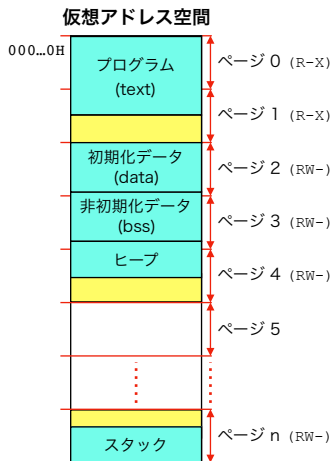 仮想アドレス空間
000…0H
プログラム
(text)
ページ 0 (R-X)
ページ 1 (R-X)
初期化データ
(data)
ページ 2 (RW-)
非初期化データ
(bss)
ページ 3 (RW-)
ヒープ
ページ 4 (RW-)
ページ 5
ページ n (RW-)
スタック